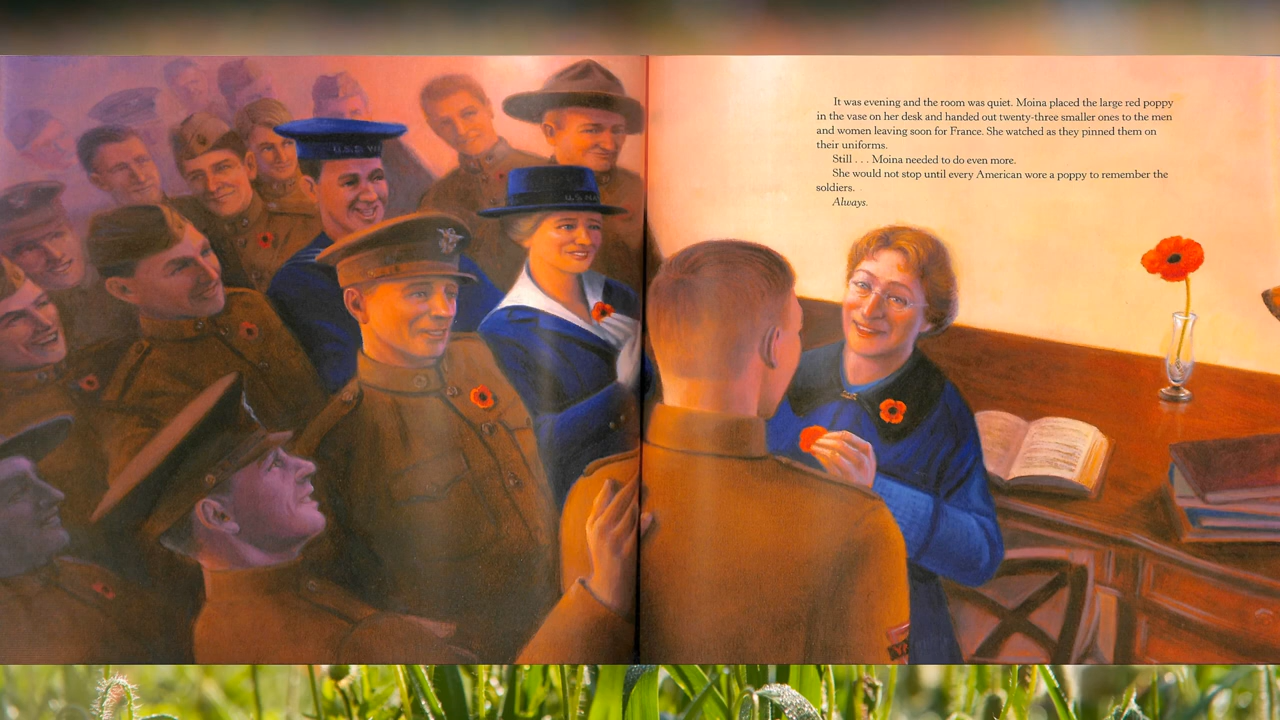 It was evening and the room was quiet. Moina placed the large red poppy
in the vase on her desk and handed out twenty-three smaller ones to the men
and women leaving soon for France. She watched as they pinned them on
their uniforms.
Still . . . Moina needed to do even more.
She would not stop until every American wore a poppy to remember the
soldiers.
Always.
U.S.S.
U.S.N.